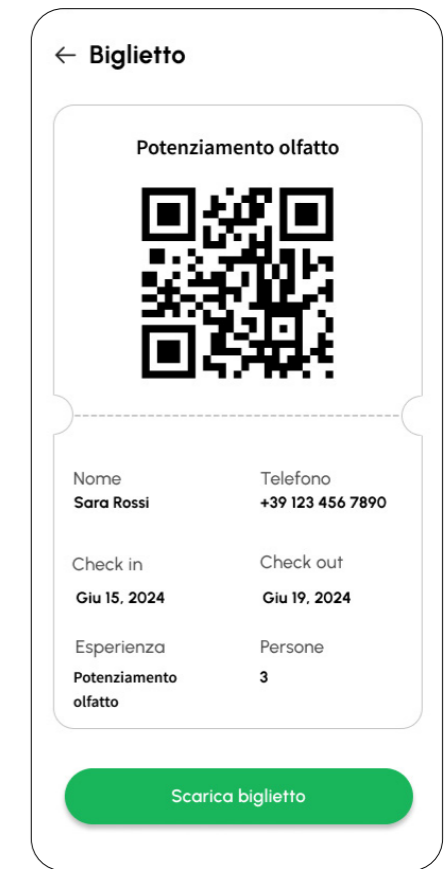 Biglietto
Potenziamento olfatto
Nome
Telefono
Sara Rossi
+39 123 456 7890
Check in
Check out
Giu 15, 2024
Giu 19, 2024
Esperienza
Persone
Potenziamento
3
olfatto
Scarica biglietto